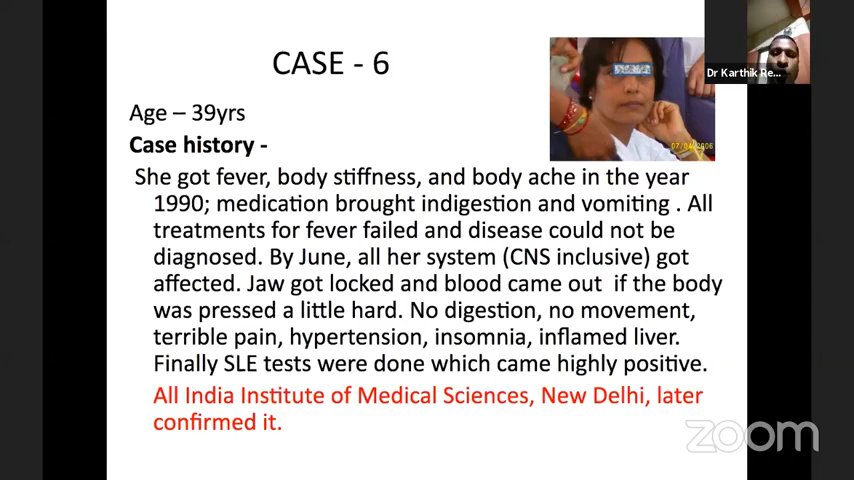 CASE - 6
Dr Karthik Re...
Age – 39yrs
07/04/2006
Case history -
She got fever, body stiffness, and body ache in the year
1990; medication brought indigestion and vomiting . All
treatments for fever failed and disease could not be
diagnosed. By June, all her system (CNS inclusive) got
affected. Jaw got locked and blood came out  if the body
was pressed a little hard. No digestion, no movement,
terrible pain, hypertension, insomnia, inflamed liver.
Finally SLE tests were done which came highly positive.
All India Institute of Medical Sciences, New Delhi, later
confirmed it.
zoom